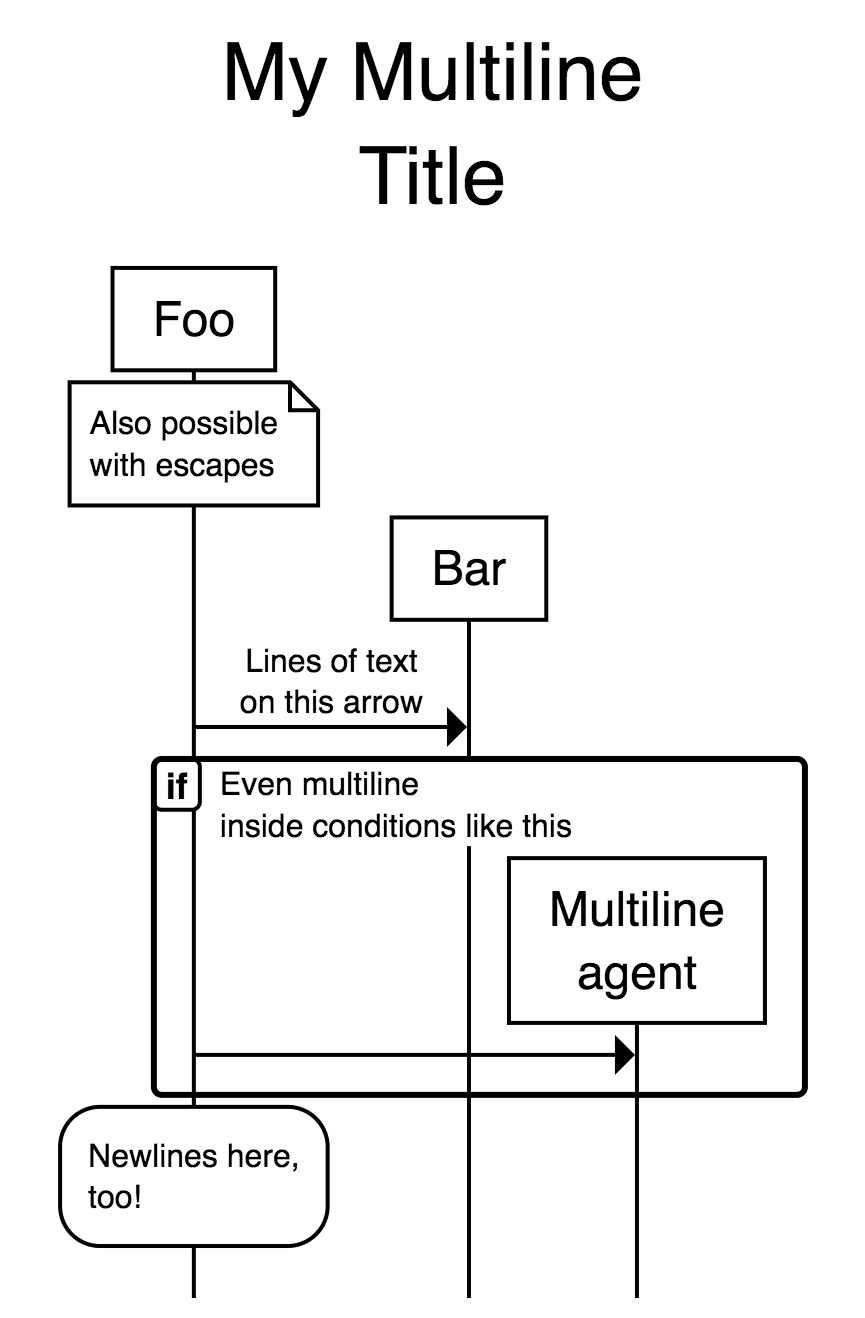 My Multiline
Title
Foo
Also possible
with escapes
Bar
Lines of text
on this arrow
if
Even multiline
inside conditions like this
Multiline
agent
Newlines here,
too!